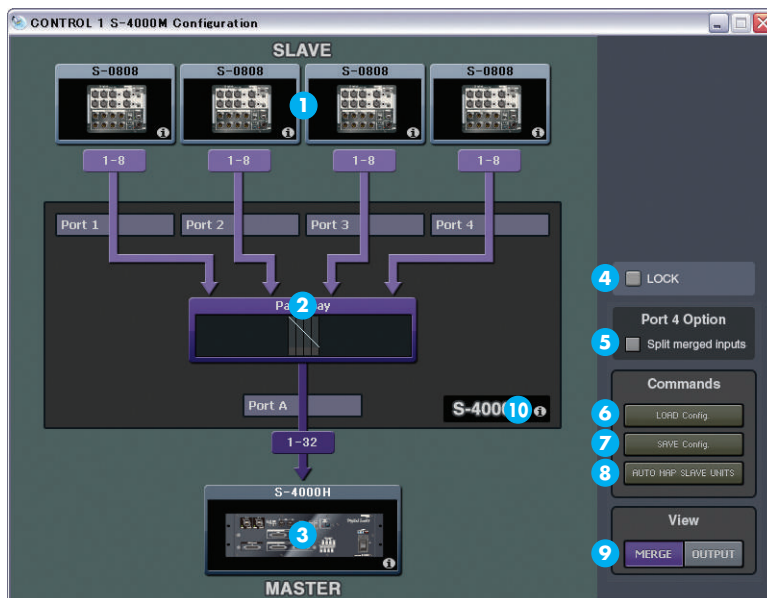 CONTROL 1 S-4000M Configuration
SLAVE
S-0808 S-0808 S-0808 S-0808
1
1-8 1-8 1-8 1-8
Port 1 Port 2 Port 3 Port 4
2
Port A
S-4000
10
1-32
S-4000H
3
MASTER
4 LOCK
Port 4 Option
5 Split merged inputs
Commands
6 LOAD Config.
7 SAVE Config.
8 AUTO MAP SLAVE UNITS
View
9 MERGE OUTPUT